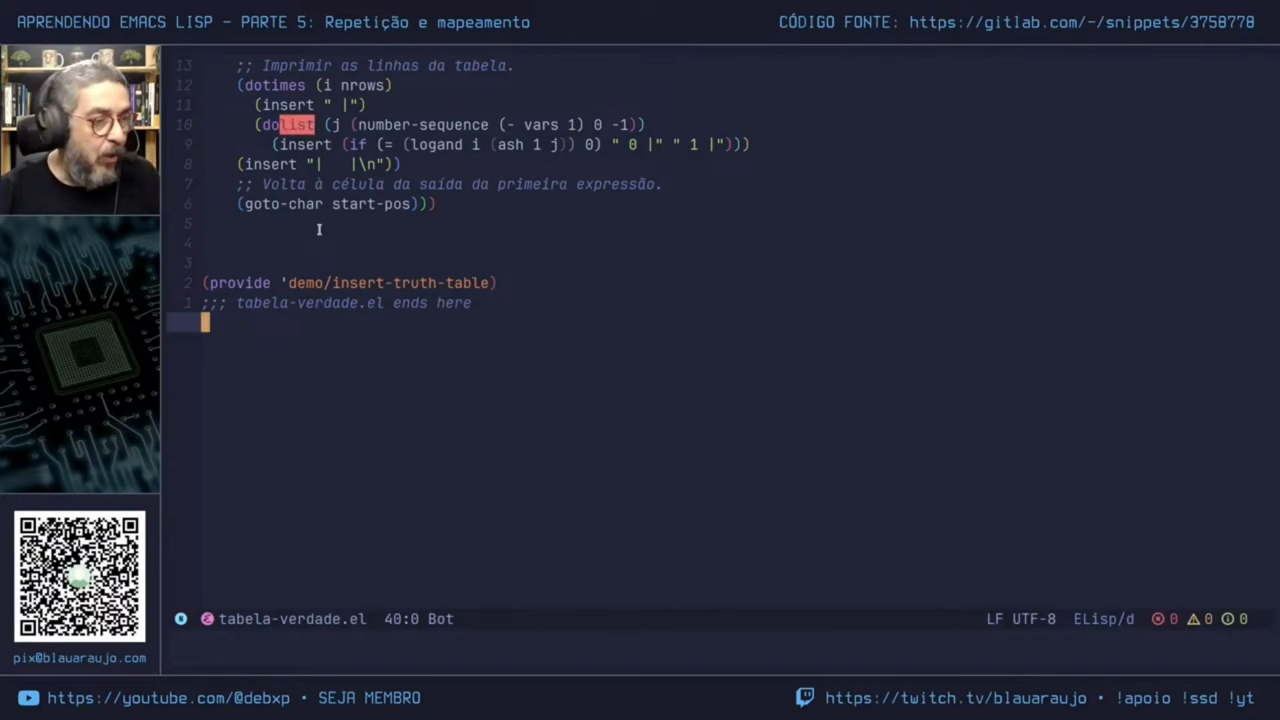 APRENDENDO EMACS LISP - PARTE 5: Repetição e mapeamento
CÓDIGO FONTE: https://gitlab.com/-/snippets/3758778
13 ;; Imprimir as linhas da tabela.
12 (dotimes (i nrows)
11 (insert " |")
10 (dolist (j (number-sequence (- vars 1) 0 -1))
9 (insert (if (= (logand i (ash 1 j)) 0) " 0 |" " 1 |")))
8 (insert "|   |\n"))
7 ;; Volta à célula da saída da primeira expressão.
6 (goto-char start-pos)))
5
4
3
2 (provide 'demo/insert-truth-table)
1 ;;; tabela-verdade.el ends here
tabela-verdade.el 40:0 Bot
LF UTF-8 ELisp/d 0 0 0
pix@blauaraujo.com
https://youtube.com/@debxp • SEJA MEMBRO
https://twitch.tv/blauaraujo • !apoio !ssd !yt